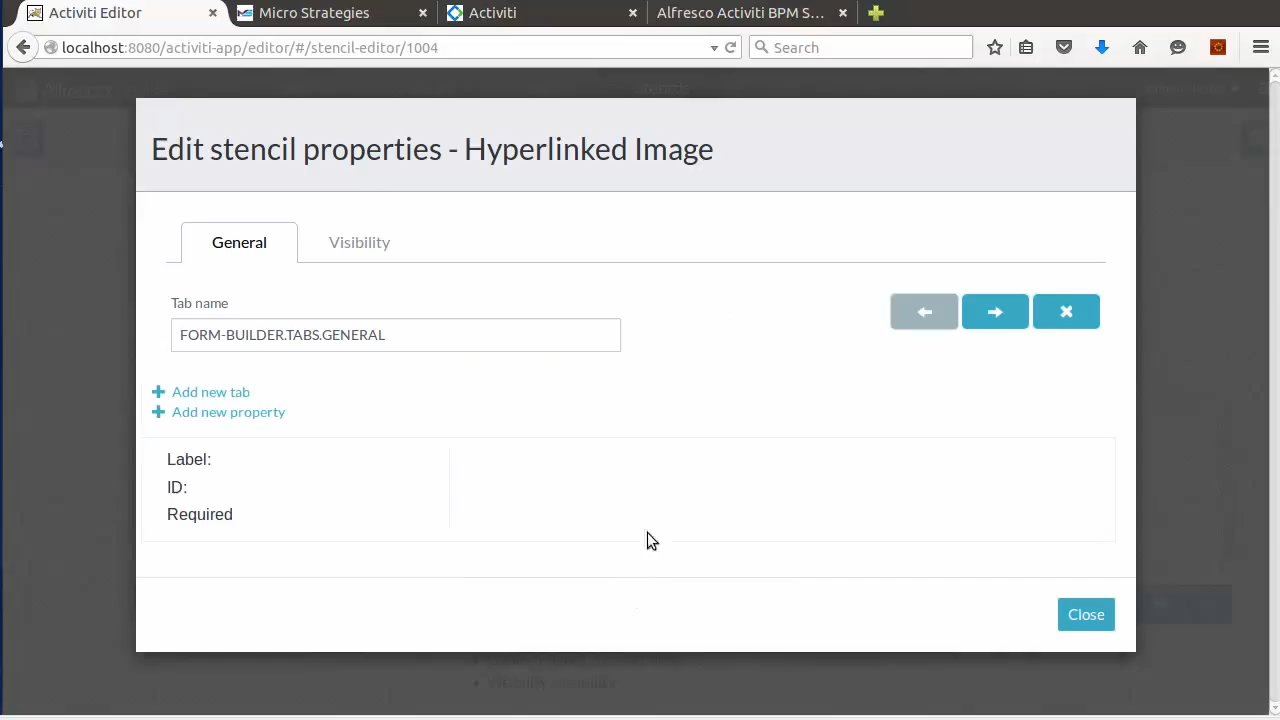 Activiti Editor
Micro Strategies
Activiti
Alfresco Activiti BPM S...
localhost:8080/activiti-app/editor/#/stencil-editor/1004
Search
Edit stencil properties - Hyperlinked Image
General
Visibility
Tab name
FORM-BUILDER.TABS.GENERAL
Add new tab
Add new property
Label:
ID:
Required
Close